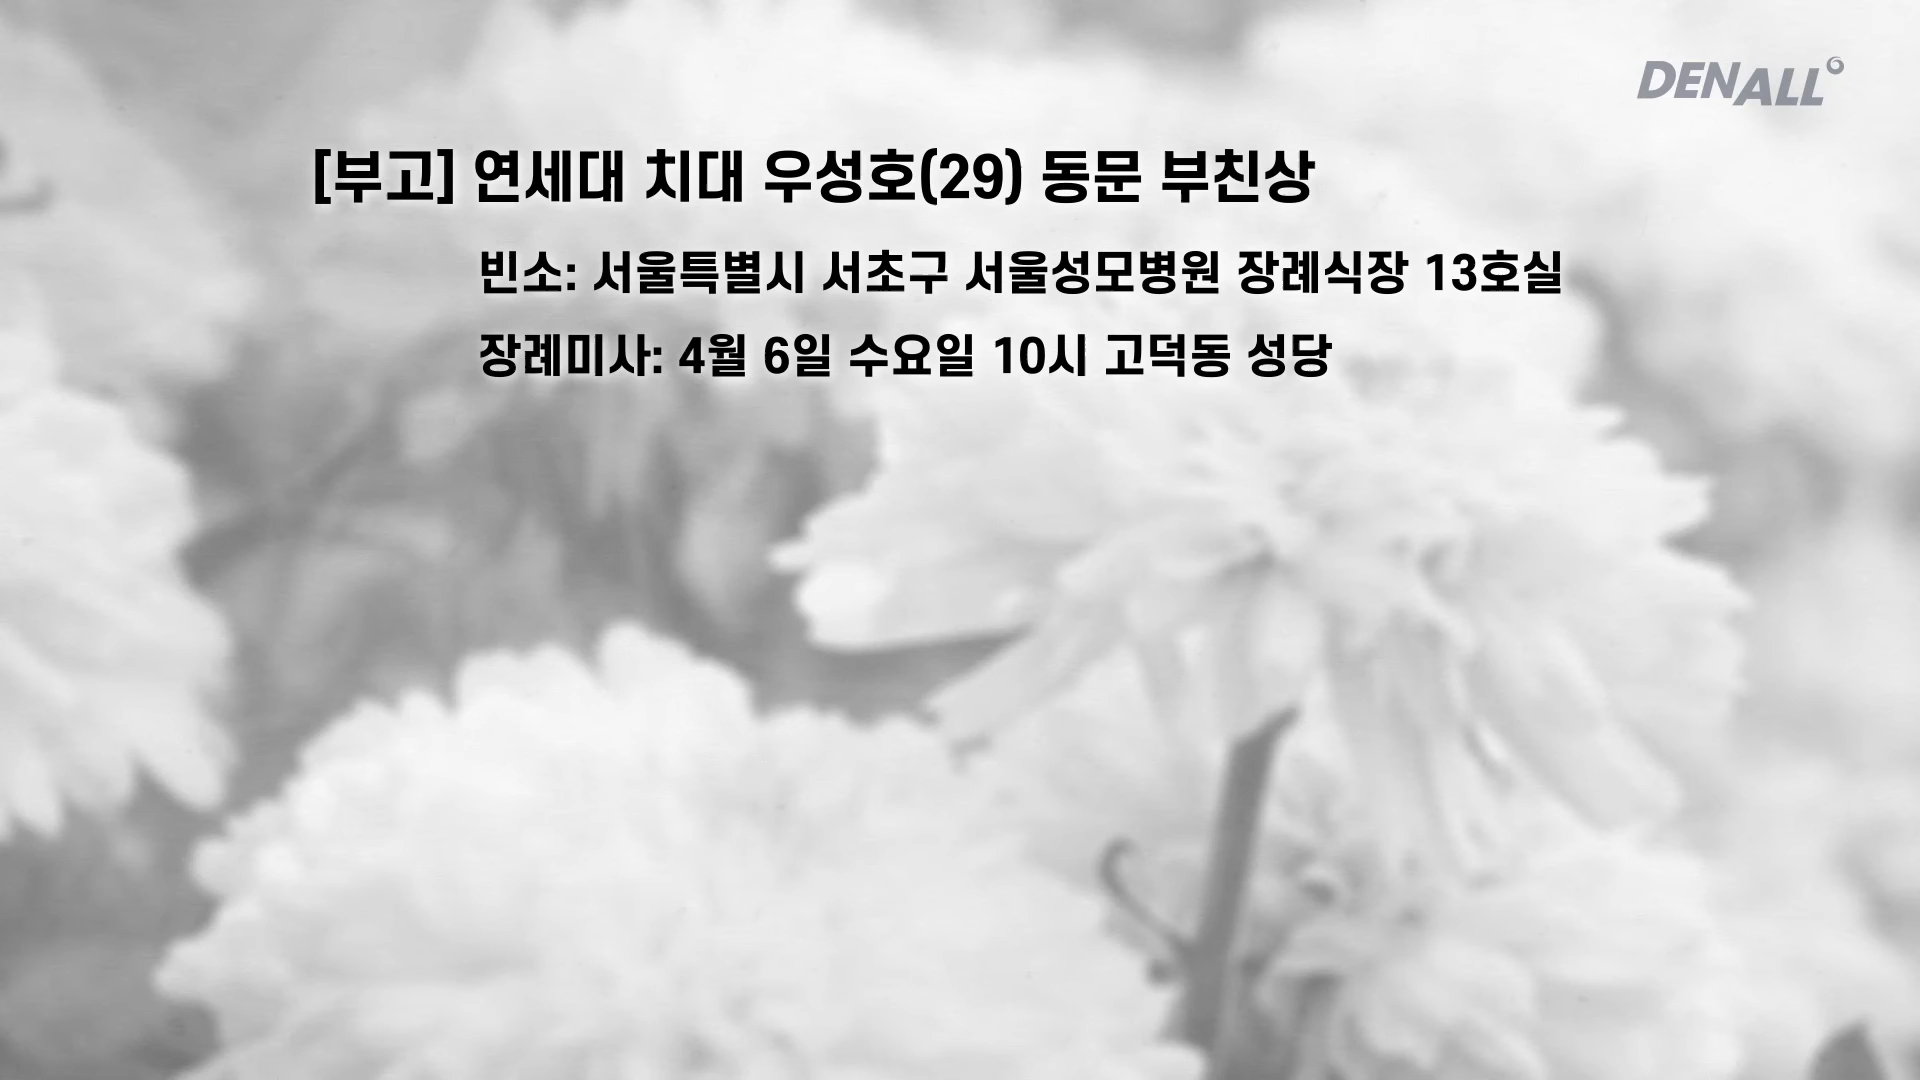 DENALL
[부고] 연세대 치대 우성호(29) 동문 부친상
빈소: 서울특별시 서초구 서울성모병원 장례식장 13호실
장례미사: 4월 6일 수요일 10시 고덕동 성당